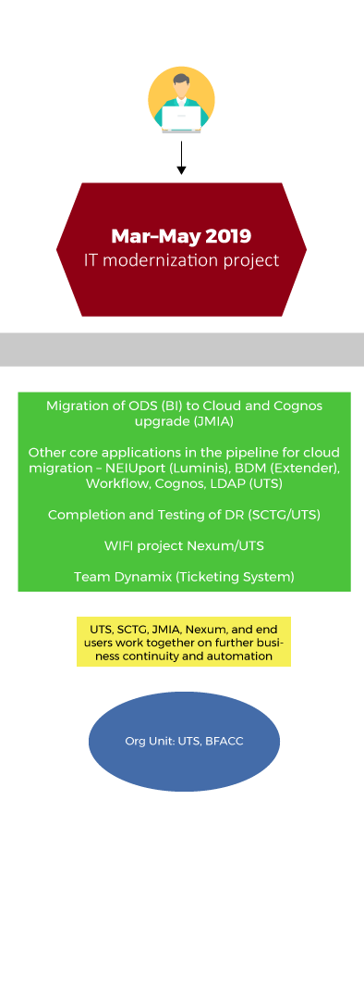 Mar–May 2019
IT modernization project
Migration of ODS (BI) to Cloud and Cognos
upgrade (JMIA)
Other core applications in the pipeline for cloud
migration – NEIUport (Luminis), BDM (Extender),
Workflow, Cognos, LDAP (UTS)
Completion and Testing of DR (SCTG/UTS)
WIFI project Nexum/UTS
Team Dynamix (Ticketing System)
UTS, SCTG, JMIA, Nexum, and end
users work together on further busi-
ness continuity and automation
Org Unit: UTS, BFACC